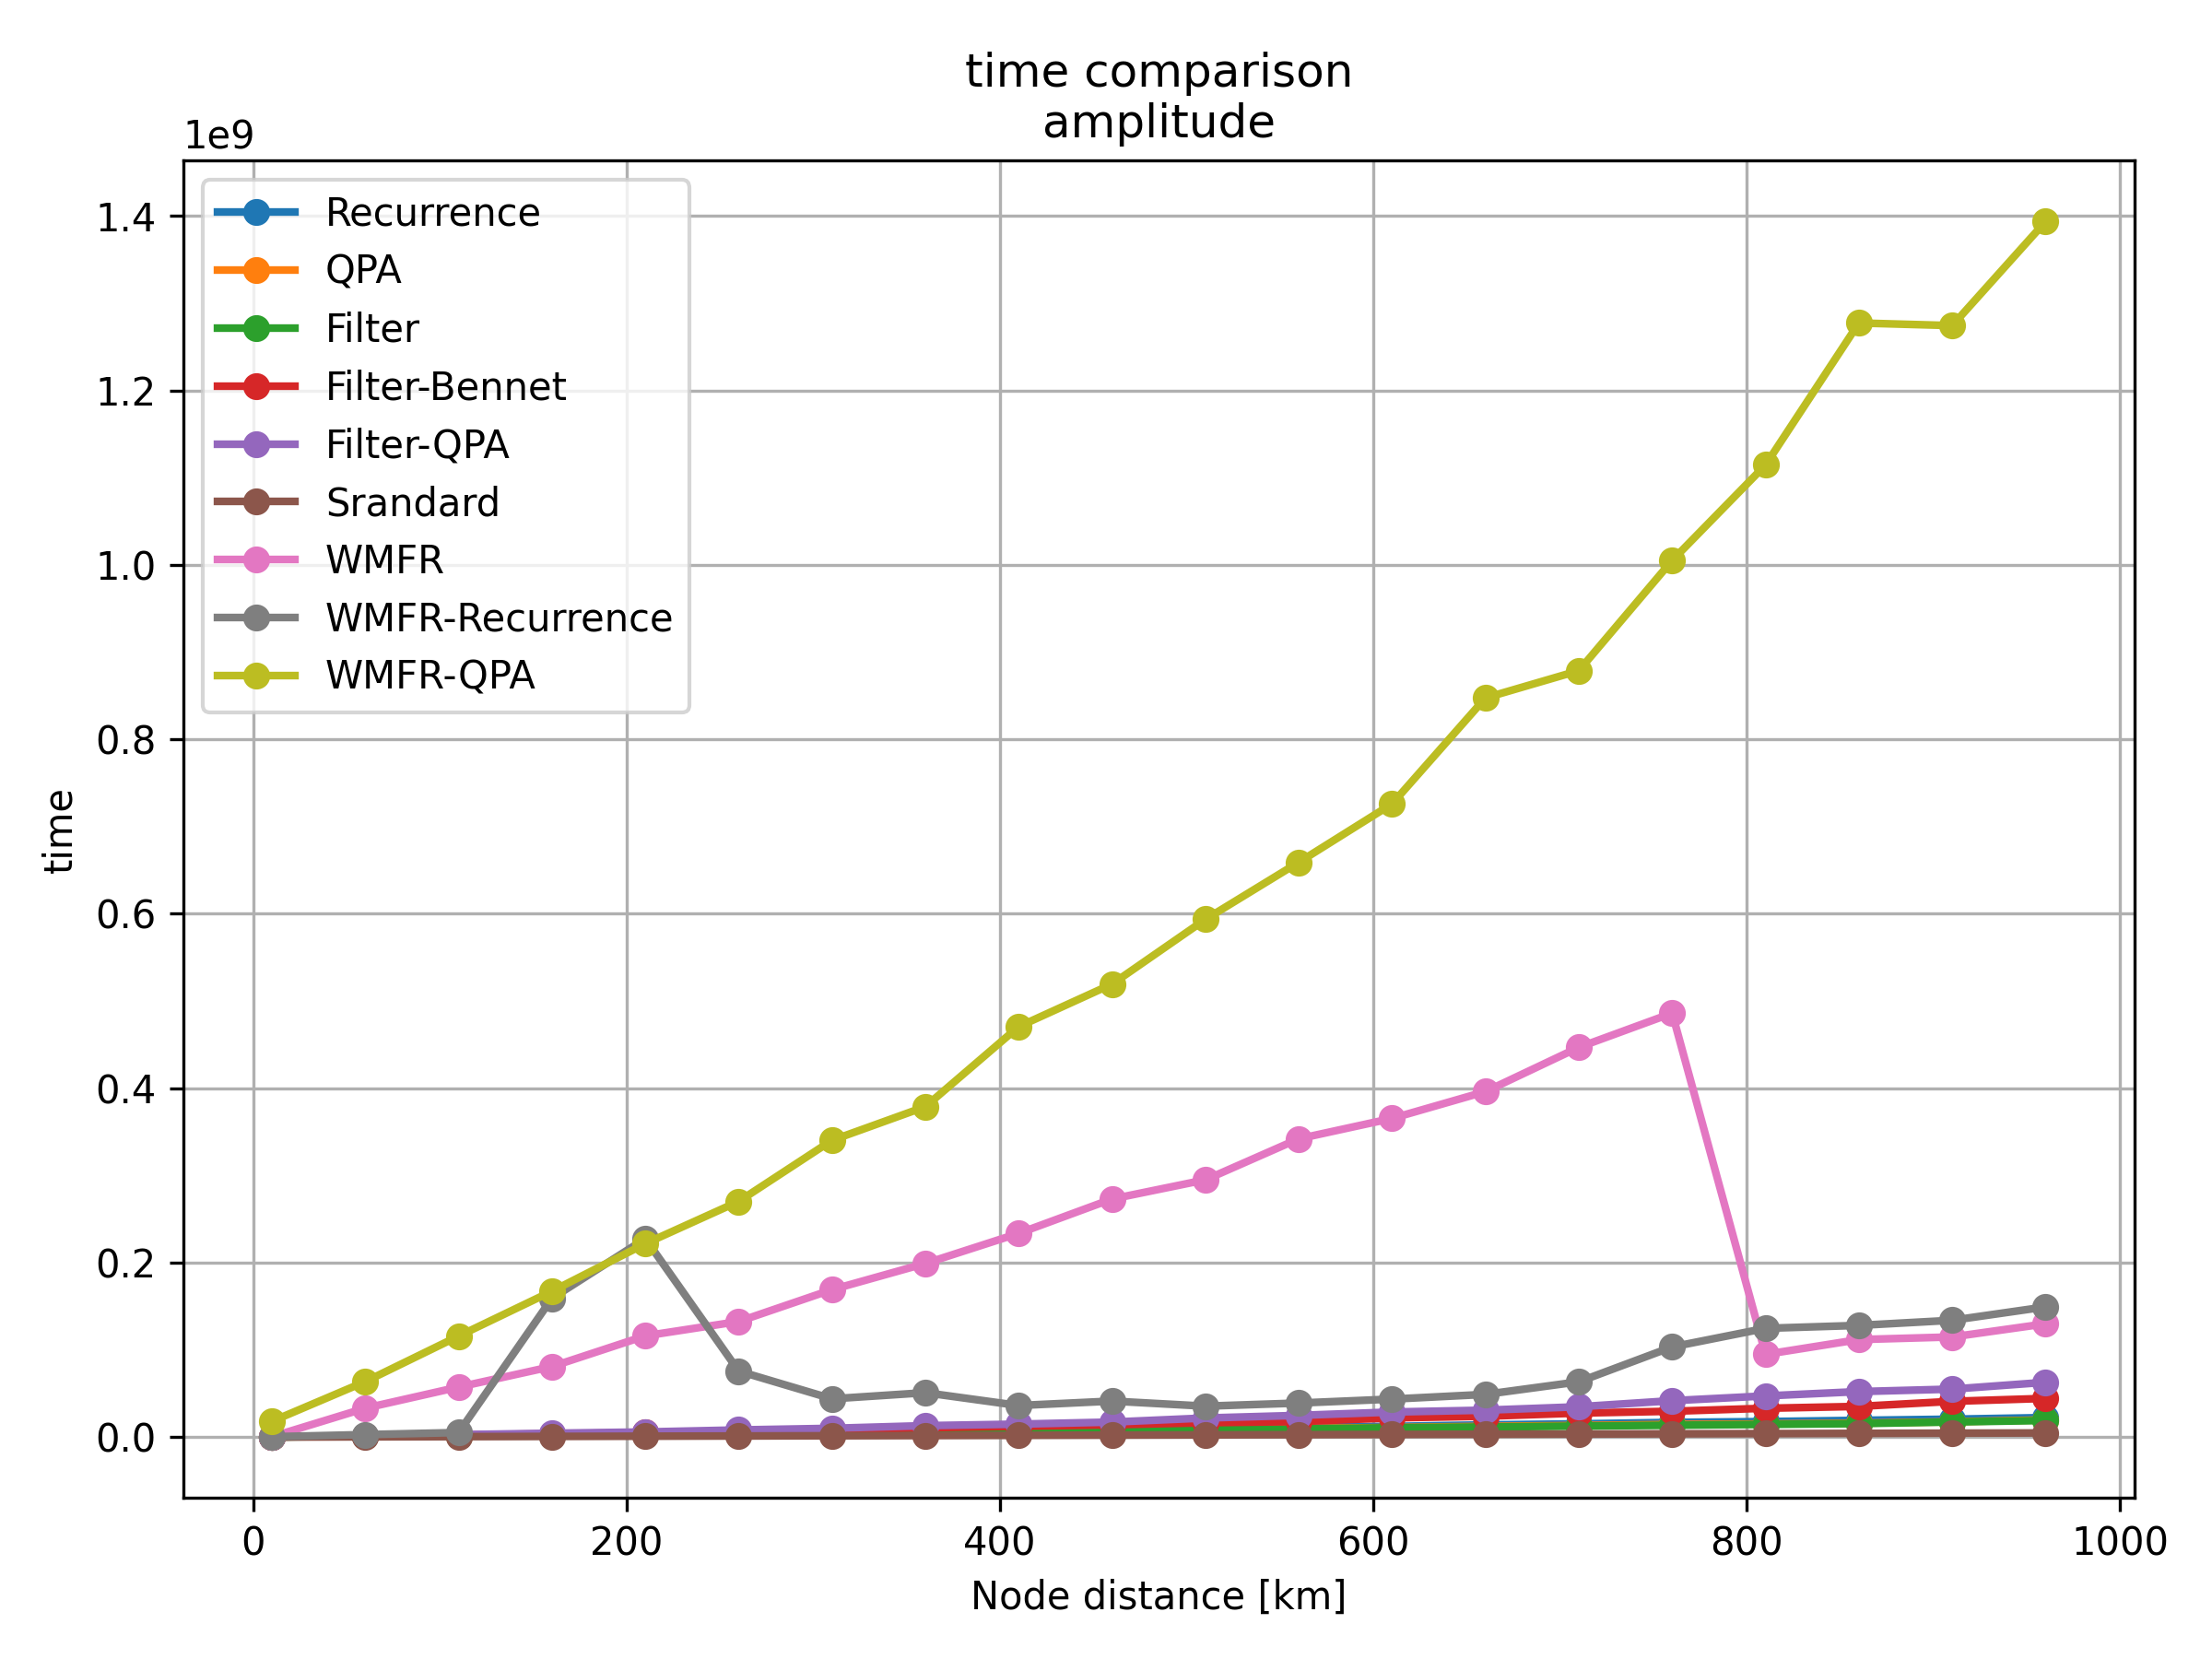 time comparison
amplitude
1e9
1.4
1.2
1.0
0.8
0.6
0.4
0.2
0.0
time
Recurrence
QPA
Filter
Filter-Bennet
Filter-QPA
Srandard
WMFR
WMFR-Recurrence
WMFR-QPA
0 200 400 600 800 1000
Node distance [km]